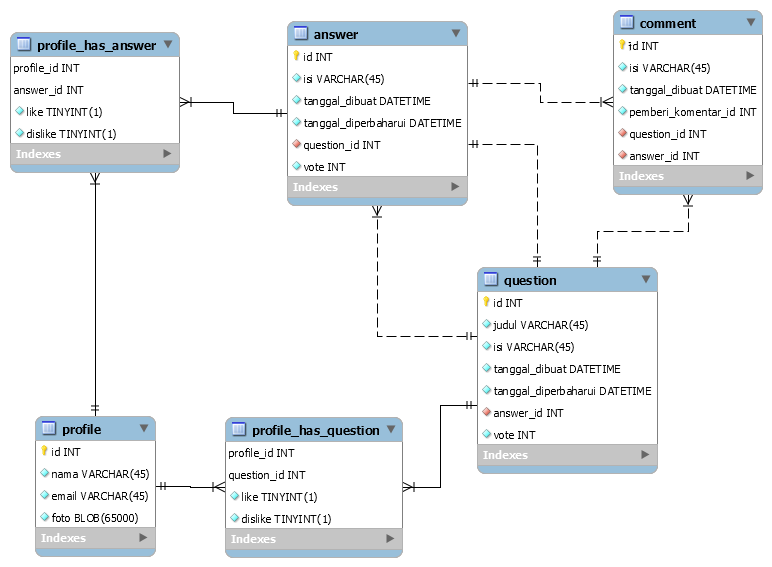 profile_has_answer
profile_id INT
answer_id INT
like TINYINT(1)
dislike TINYINT(1)
Indexes
answer
id INT
isi VARCHAR(45)
tanggal_dibuat DATETIME
tanggal_diperbaharui DATETIME
question_id INT
vote INT
Indexes
comment
id INT
isi VARCHAR(45)
tanggal_dibuat DATETIME
pemberi_komentar_id INT
question_id INT
answer_id INT
Indexes
question
id INT
judul VARCHAR(45)
isi VARCHAR(45)
tanggal_dibuat DATETIME
tanggal_diperbaharui DATETIME
answer_id INT
vote INT
Indexes
profile
id INT
nama VARCHAR(45)
email VARCHAR(45)
foto BLOB(65000)
Indexes
profile_has_question
profile_id INT
question_id INT
like TINYINT(1)
dislike TINYINT(1)
Indexes